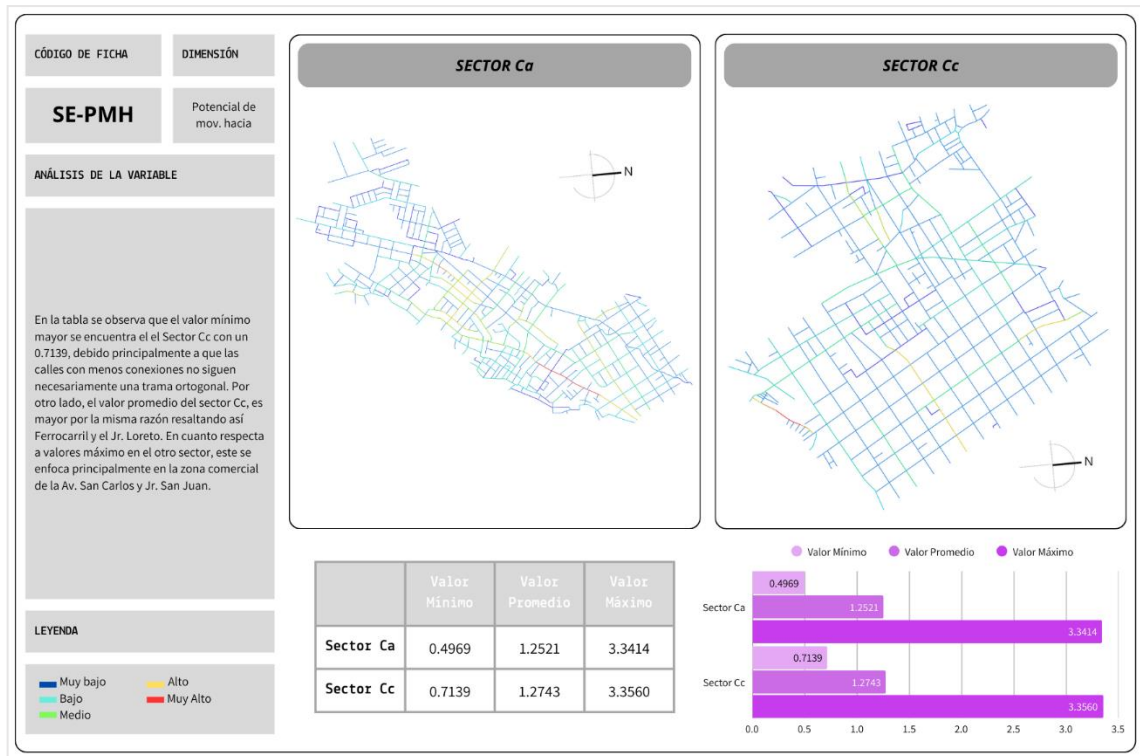 CÓDIGO DE FICHA
DIMENSIÓN
SE-PMH
Potencial de
mov. hacia
ANÁLISIS DE LA VARIABLE
En la tabla se observa que el valor mínimo
mayor se encuentra el el Sector Cc con un
0.7139, debido principalmente a que las
calles con menos conexiones no siguen
necesariamente una trama ortogonal. Por
otro lado, el valor promedio del sector Cc, es
mayor por la misma razón resaltando así
Ferrocarril y el Jr. Loreto. En cuanto respecta
a valores máximo en el otro sector, este se
enfoca principalmente en la zona comercial
de la Av. San Carlos y Jr. San Juan.
LEYENDA
Muy bajo
Alto
Bajo
Muy Alto
Medio
SECTOR Ca
N
SECTOR Cc
N
Valor
Mínimo
Valor
Promedio
Valor
Máximo
Sector Ca 0.4969 1.2521 3.3414
Sector Cc 0.7139 1.2743 3.3560
Valor Mínimo Valor Promedio Valor Máximo
Sector Ca
0.4969
1.2521
3.3414
Sector Cc
0.7139
1.2743
3.3560
0.0 0.5 1.0 1.5 2.0 2.5 3.0 3.5